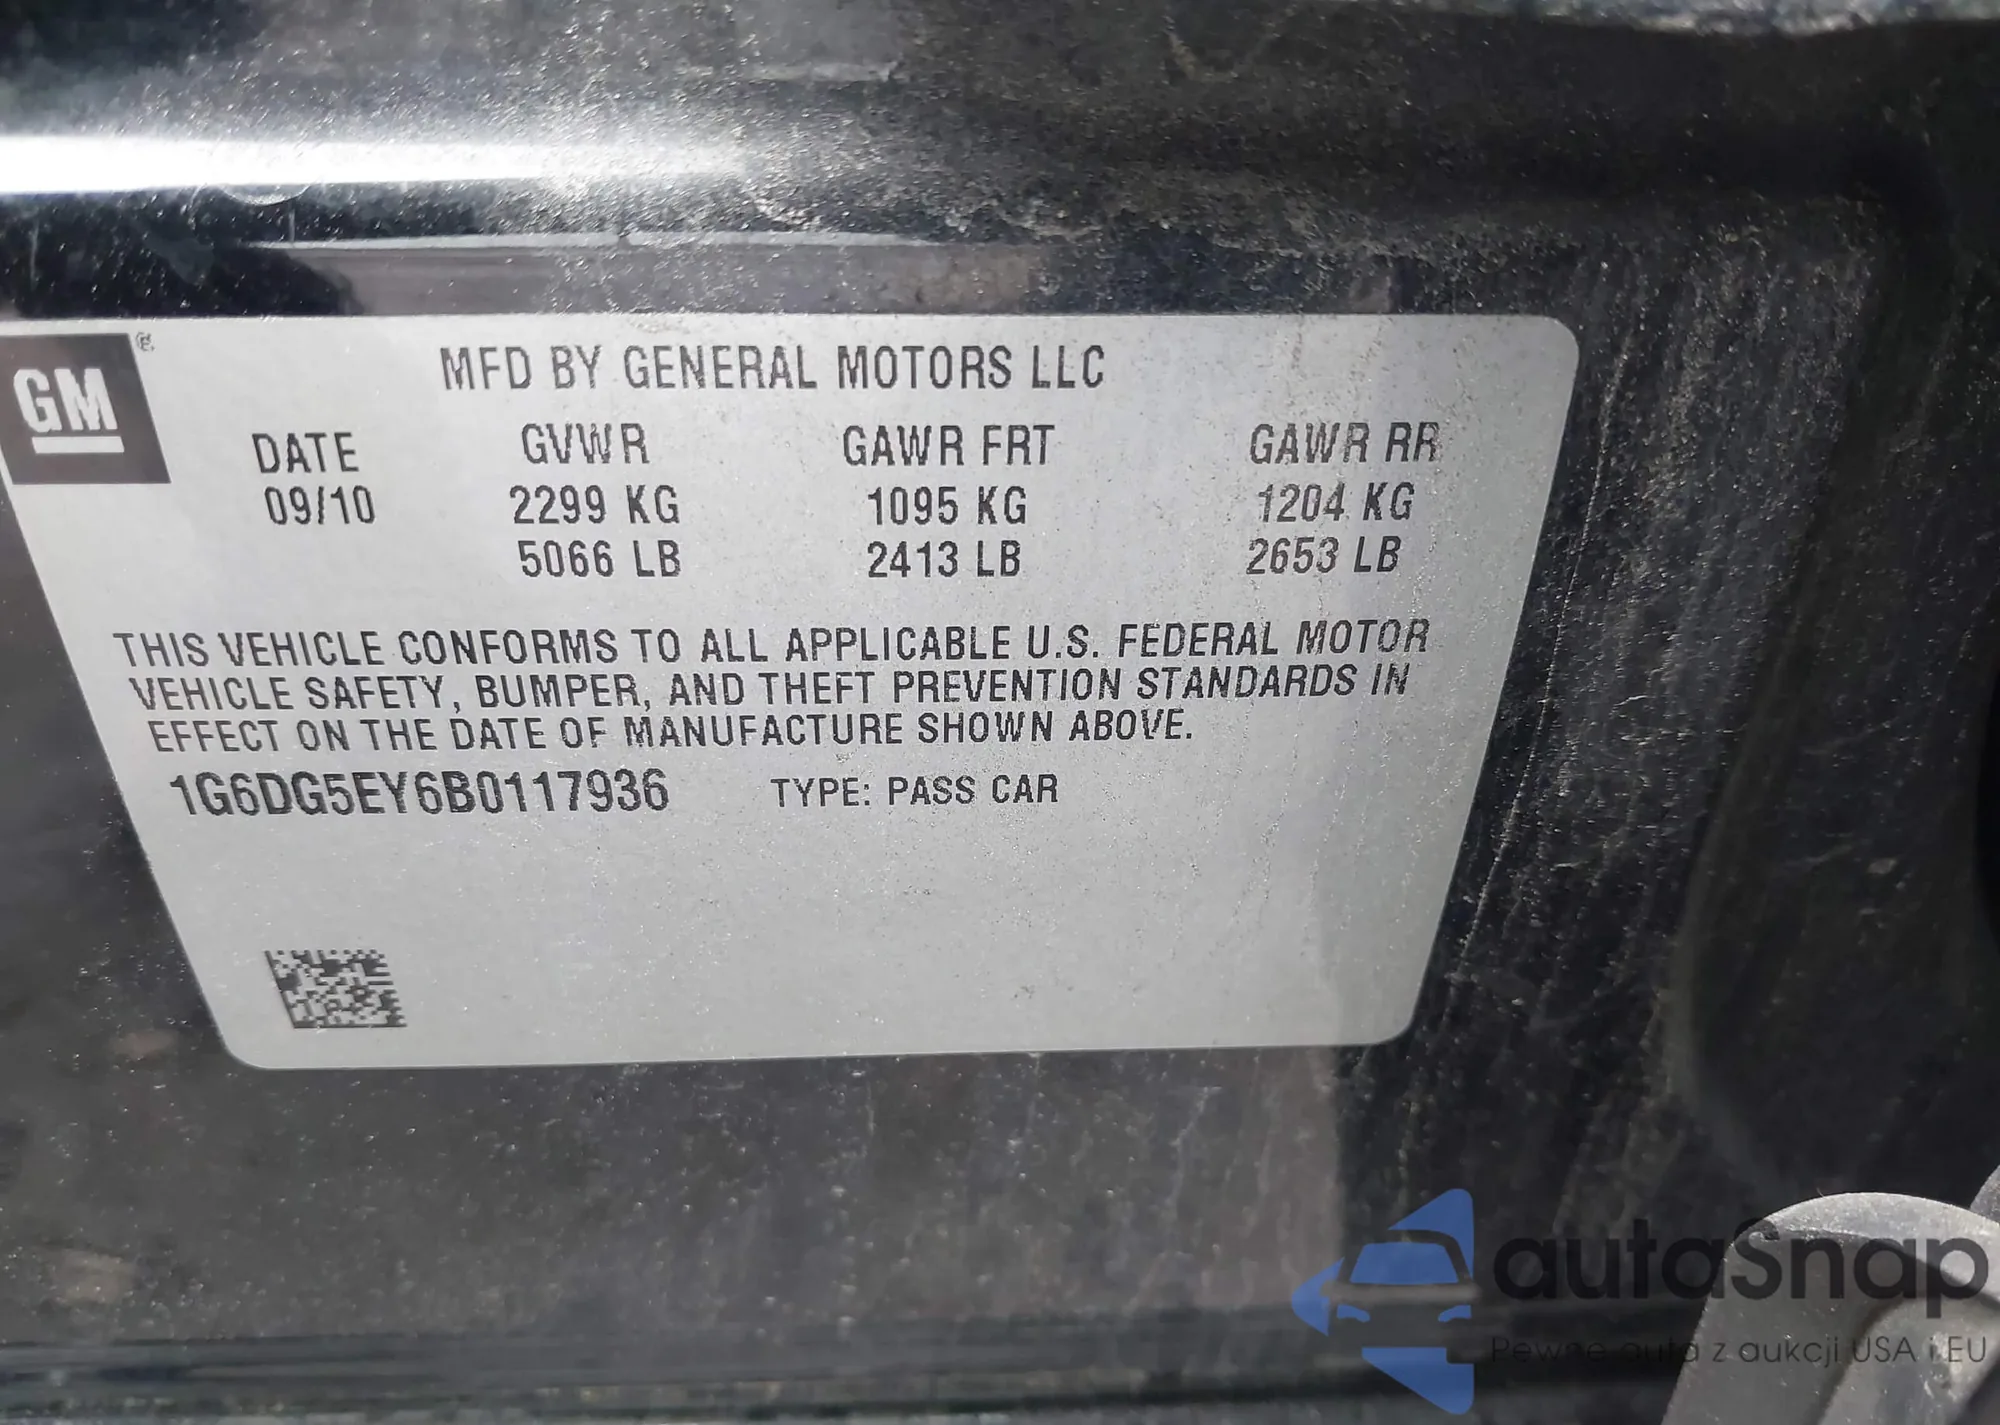 GM
MFD BY GENERAL MOTORS LLC
DATE GVWR GAWR FRT GAWR RR
09/10 2299 KG 1095 KG 1204 KG
5066 LB 2413 LB 2653 LB
THIS VEHICLE CONFORMS TO ALL APPLICABLE U.S. FEDERAL MOTOR
VEHICLE SAFETY, BUMPER, AND THEFT PREVENTION STANDARDS IN
EFFECT ON THE DATE OF MANUFACTURE SHOWN ABOVE.
1G6DG5EY6B0117936 TYPE: PASS CAR
autaSnap
Pewne auta z aukcji USA i EU